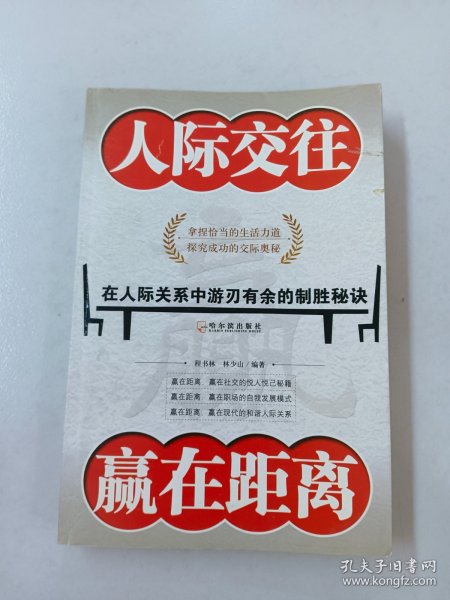 人际交往
拿捏恰当的生活力道
探究成功的交际奥秘
在人际关系中游刃有余的制胜秘诀
哈尔滨出版社
程书林 林少山/编著
赢在距离 赢在社交的悦人悦己秘籍
赢在距离 赢在职场的自我发展模式
赢在距离 赢在现代的和谐人际关系
赢在距离
孔夫子旧书网
www.kongfz.com